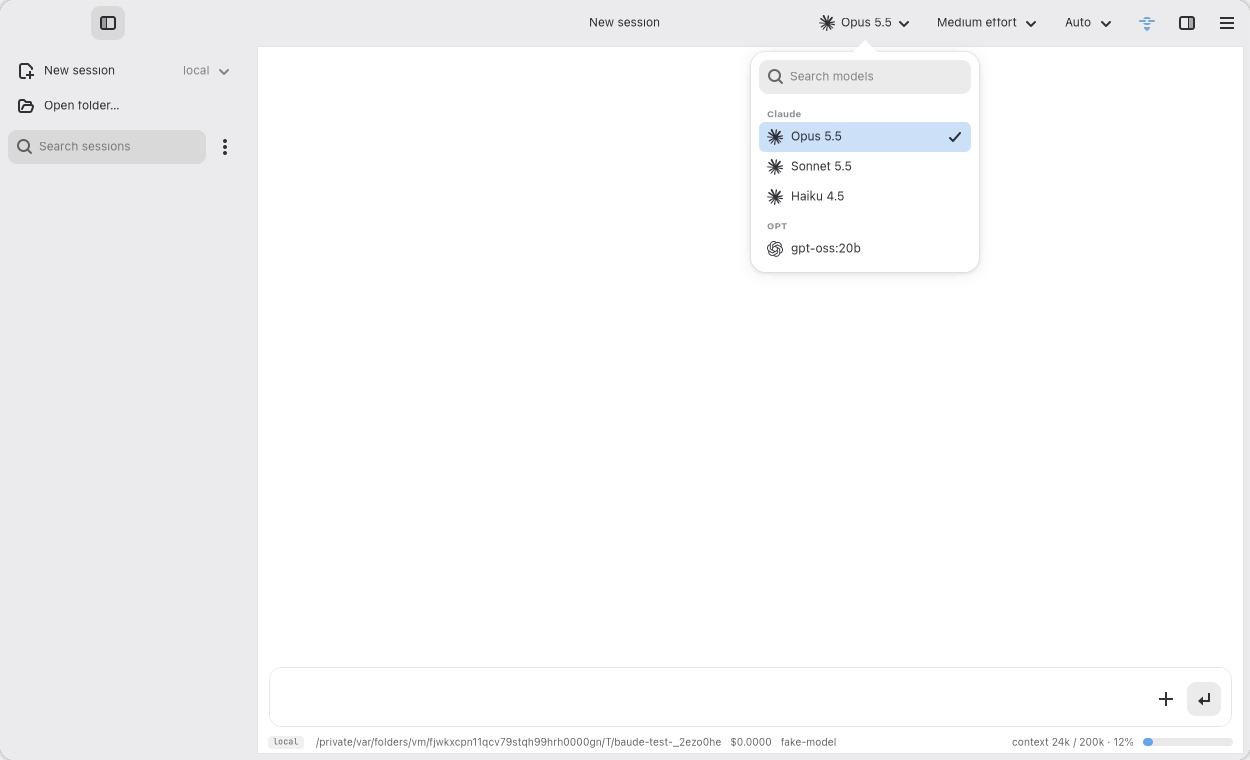 New session
Opus 5.5
Medium effort
Auto
New session
local
Open folder...
Search sessions
Search models
Claude
Opus 5.5
Sonnet 5.5
Haiku 4.5
GPT
gpt-oss:20b
local /private/var/folders/vm/fjwkxcpn11qcv79stqh99hrh0000gn/T/baude-test-_2ezo0he $0.0000 fake-model context 24k / 200k · 12%